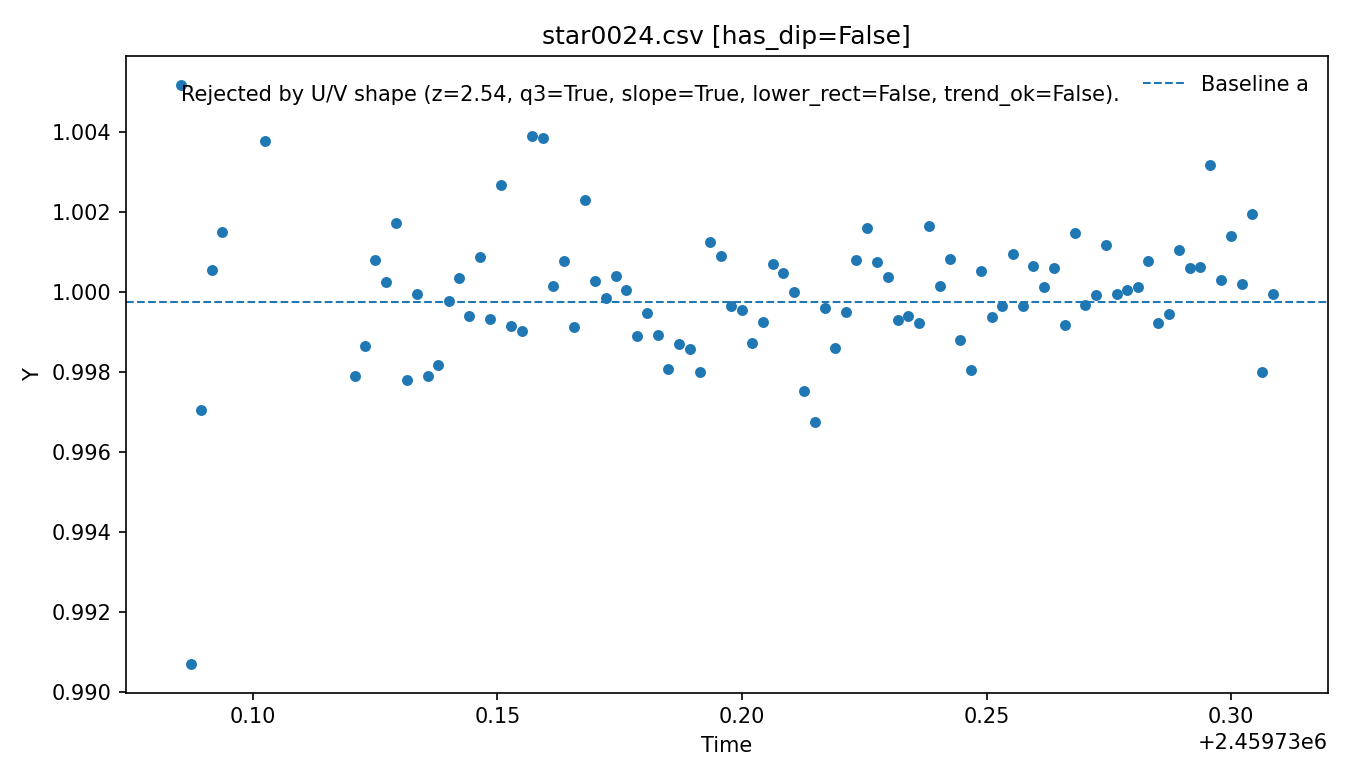 star0024.csv [has_dip=False]
Rejected by U/V shape (z=2.54, q3=True, slope=True, lower_rect=False, trend_ok=False).
Baseline a
1.004
1.002
1.000
0.998
0.996
0.994
0.992
0.990
Y
0.10 0.15 0.20 0.25 0.30
Time
+2.45973e6